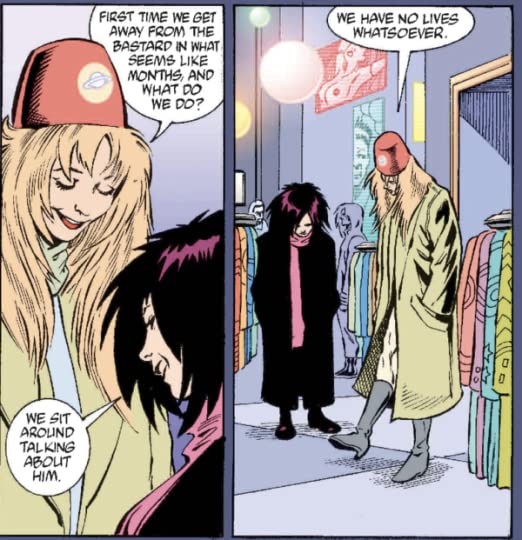 FIRST TIME WE GET
AWAY FROM THE
BASTARD IN WHAT
SEEMS LIKE
MONTHS, AND
WHAT DO
WE DO?
WE SIT
AROUND
TALKING
ABOUT
HIM.
WE HAVE NO LIVES
WHATSOEVER.